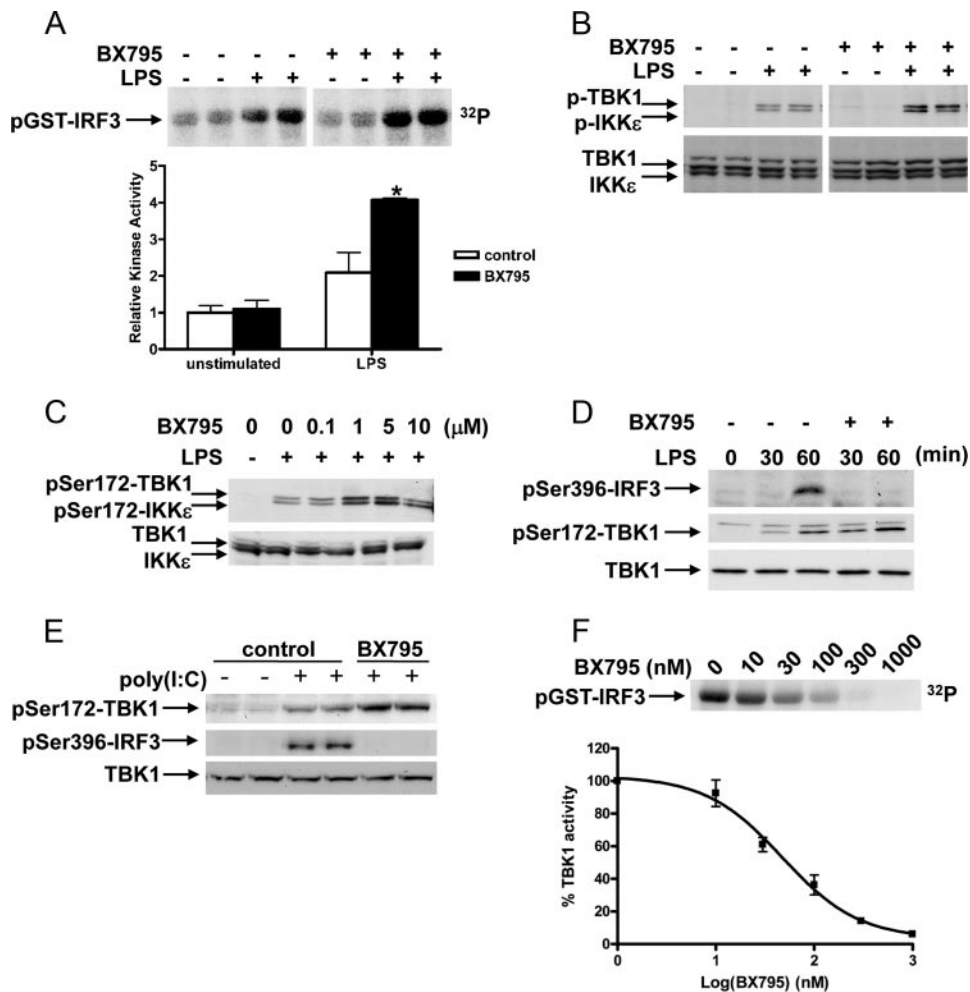 A
BX795 - - - - + + + +
LPS - - + + - - + +
pGST-IRF3 32P
Relative Kinase Activity
5
4
3
2
1
0
unstimulated LPS
*
control
BX795
B
BX795 - - - - + + + +
LPS - - + + - - + +
p-TBK1
p-IKKε
TBK1
IKKε
C
BX795 0 0 0.1 1 5 10 (μM)
LPS - + + + + +
pSer172-TBK1
pSer172-IKKε
TBK1
IKKε
D
BX795 - - - + +
LPS 0 30 60 30 60 (min)
pSer396-IRF3
pSer172-TBK1
TBK1
E
control BX795
poly(I:C) - - + + + +
pSer172-TBK1
pSer396-IRF3
TBK1
F
BX795 (nM) 0 10 30 100 300 1000
pGST-IRF3 32P
% TBK1 activity
120
100
80
60
40
20
0
0 1 2 3
Log(BX795) (nM)